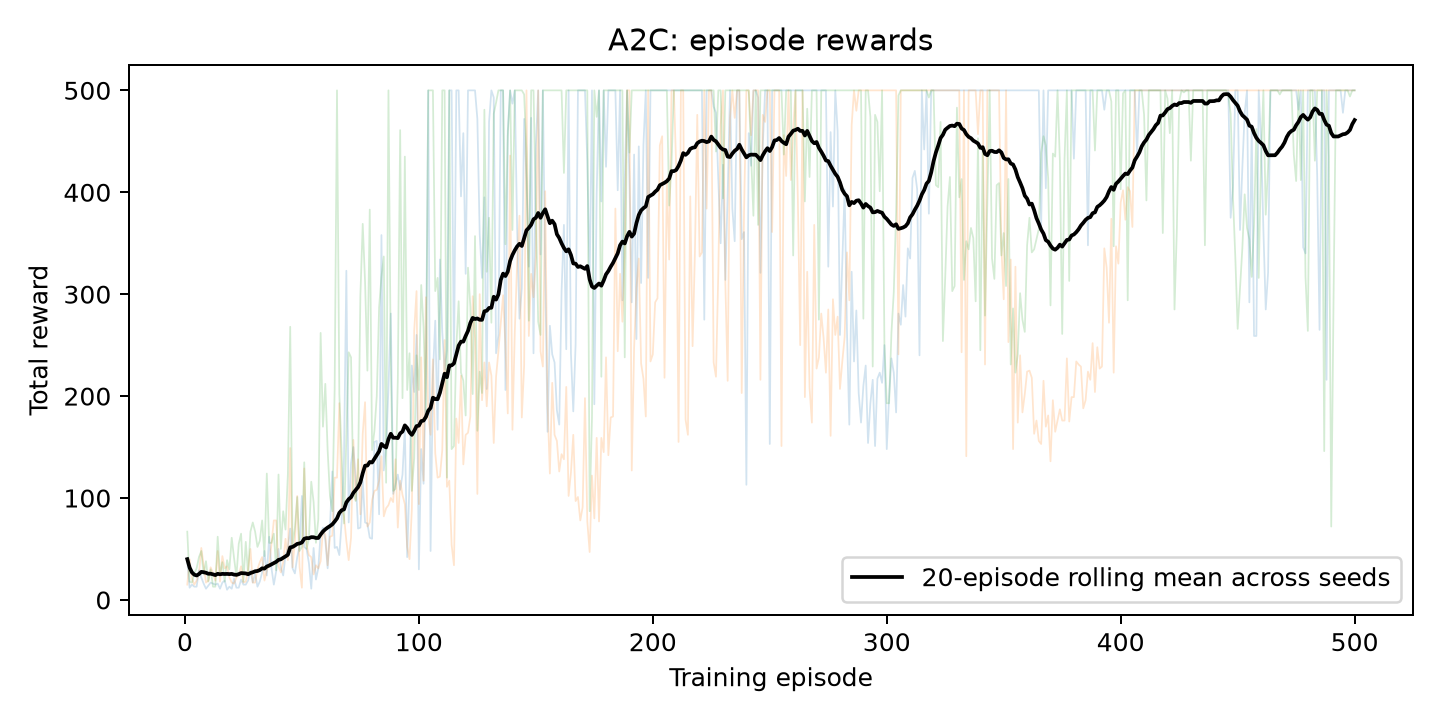 A2C: episode rewards
500
400
300
200
100
0
Total reward
20-episode rolling mean across seeds
0 100 200 300 400 500
Training episode